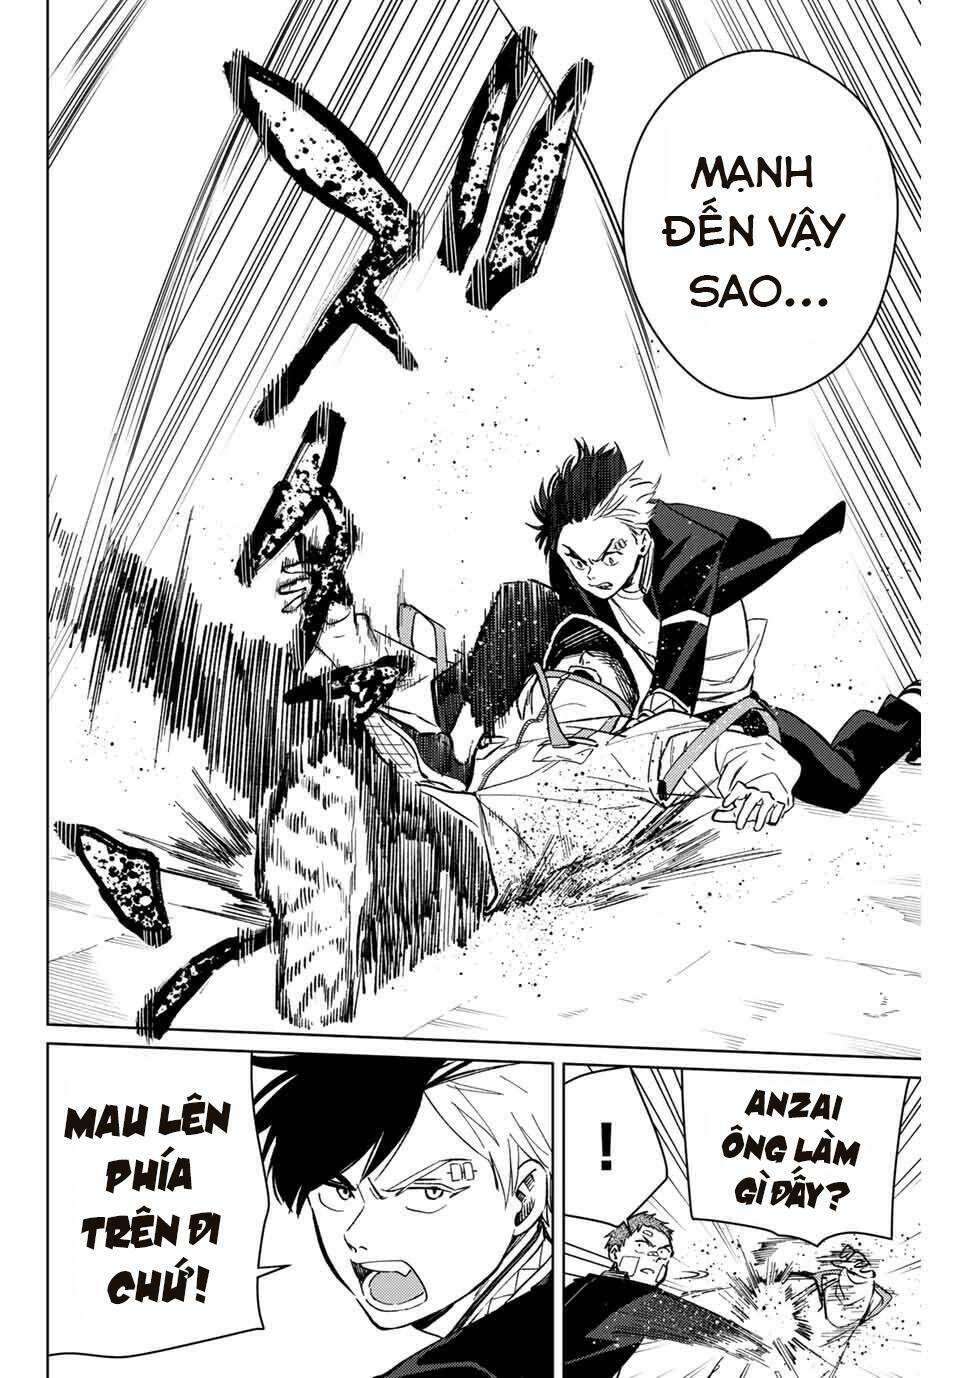 MẠNH
ĐẾN VẬY
SAO...
ANZAI
ÔNG LÀM
GÌ ĐẤY?
!
MAU LÊN
PHÍA
TRÊN ĐI
CHỨ!